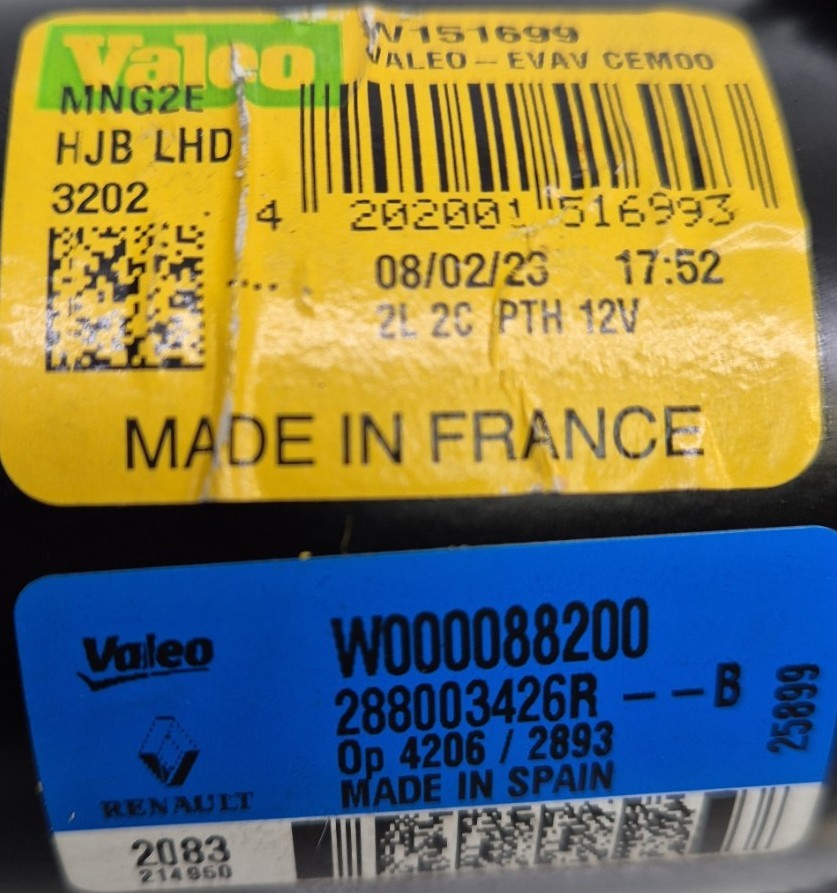 Valeo
W151699
VALEO - EVAV CEM00
MNG2E
HJB LHD
3202
4 202001 516993
08/02/23 17:52
2L 2C PTH 12V
MADE IN FRANCE
Valeo
W000088200
288003426R --B
Op 4206 / 2893
MADE IN SPAIN
25899
RENAULT
2083
214960